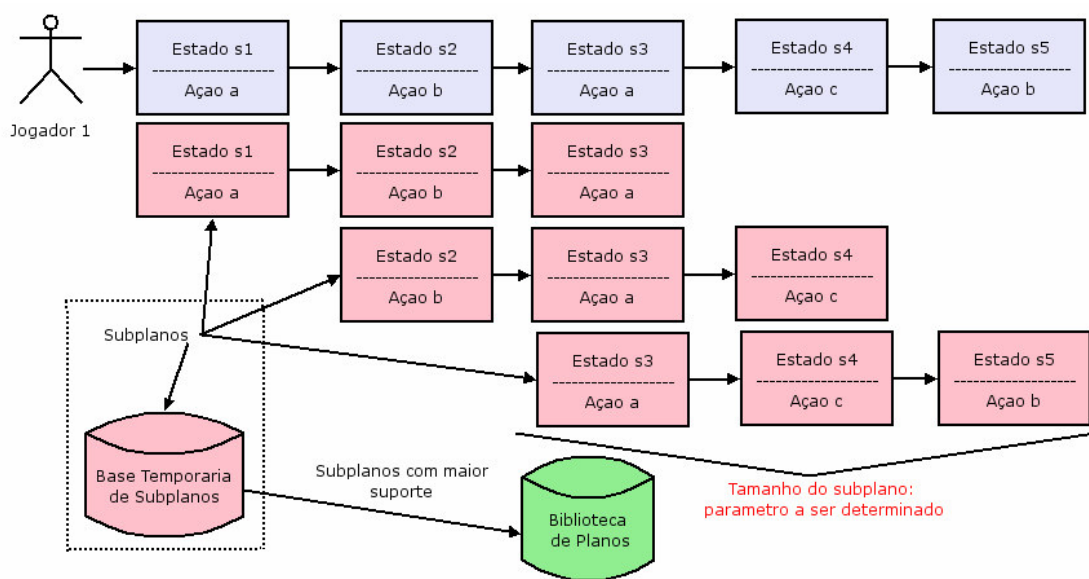 Estado s1
Açao a
Estado s2
Açao b
Estado s3
Açao a
Estado s4
Açao c
Estado s5
Açao b
Jogador 1
Estado s1
Açao a
Estado s2
Açao b
Estado s3
Açao a
Estado s2
Açao b
Estado s3
Açao a
Estado s4
Açao c
Subplanos
Estado s3
Açao a
Estado s4
Açao c
Estado s5
Açao b
Base Temporaria
de Subplanos
Subplanos com maior
suporte
Biblioteca
de Planos
Tamanho do subplano:
parametro a ser determinado